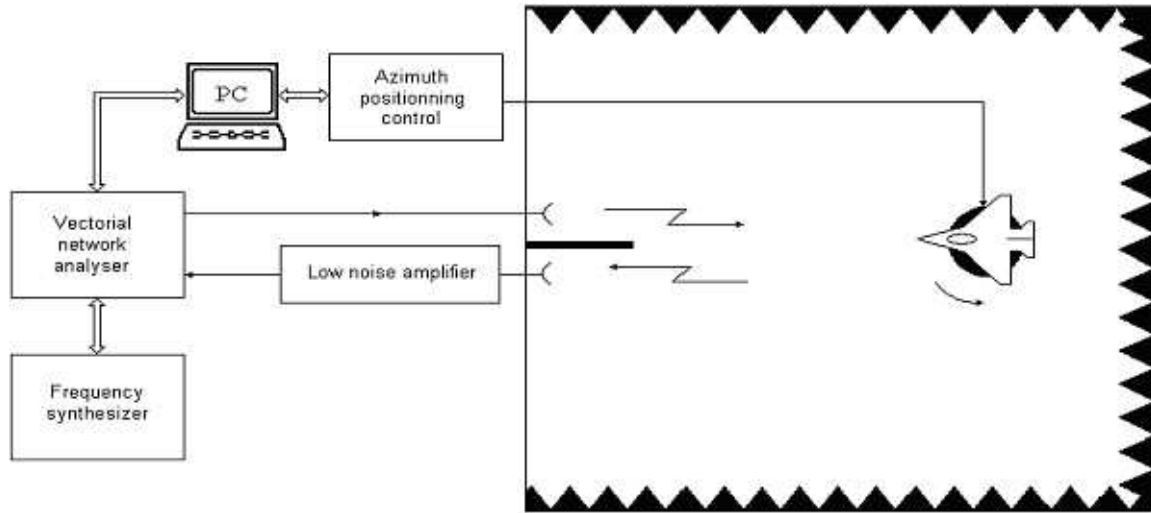 PC
Azimuth
positionning
control
Vectorial
network
analyser
Low noise amplifier
Frequency
synthesizer